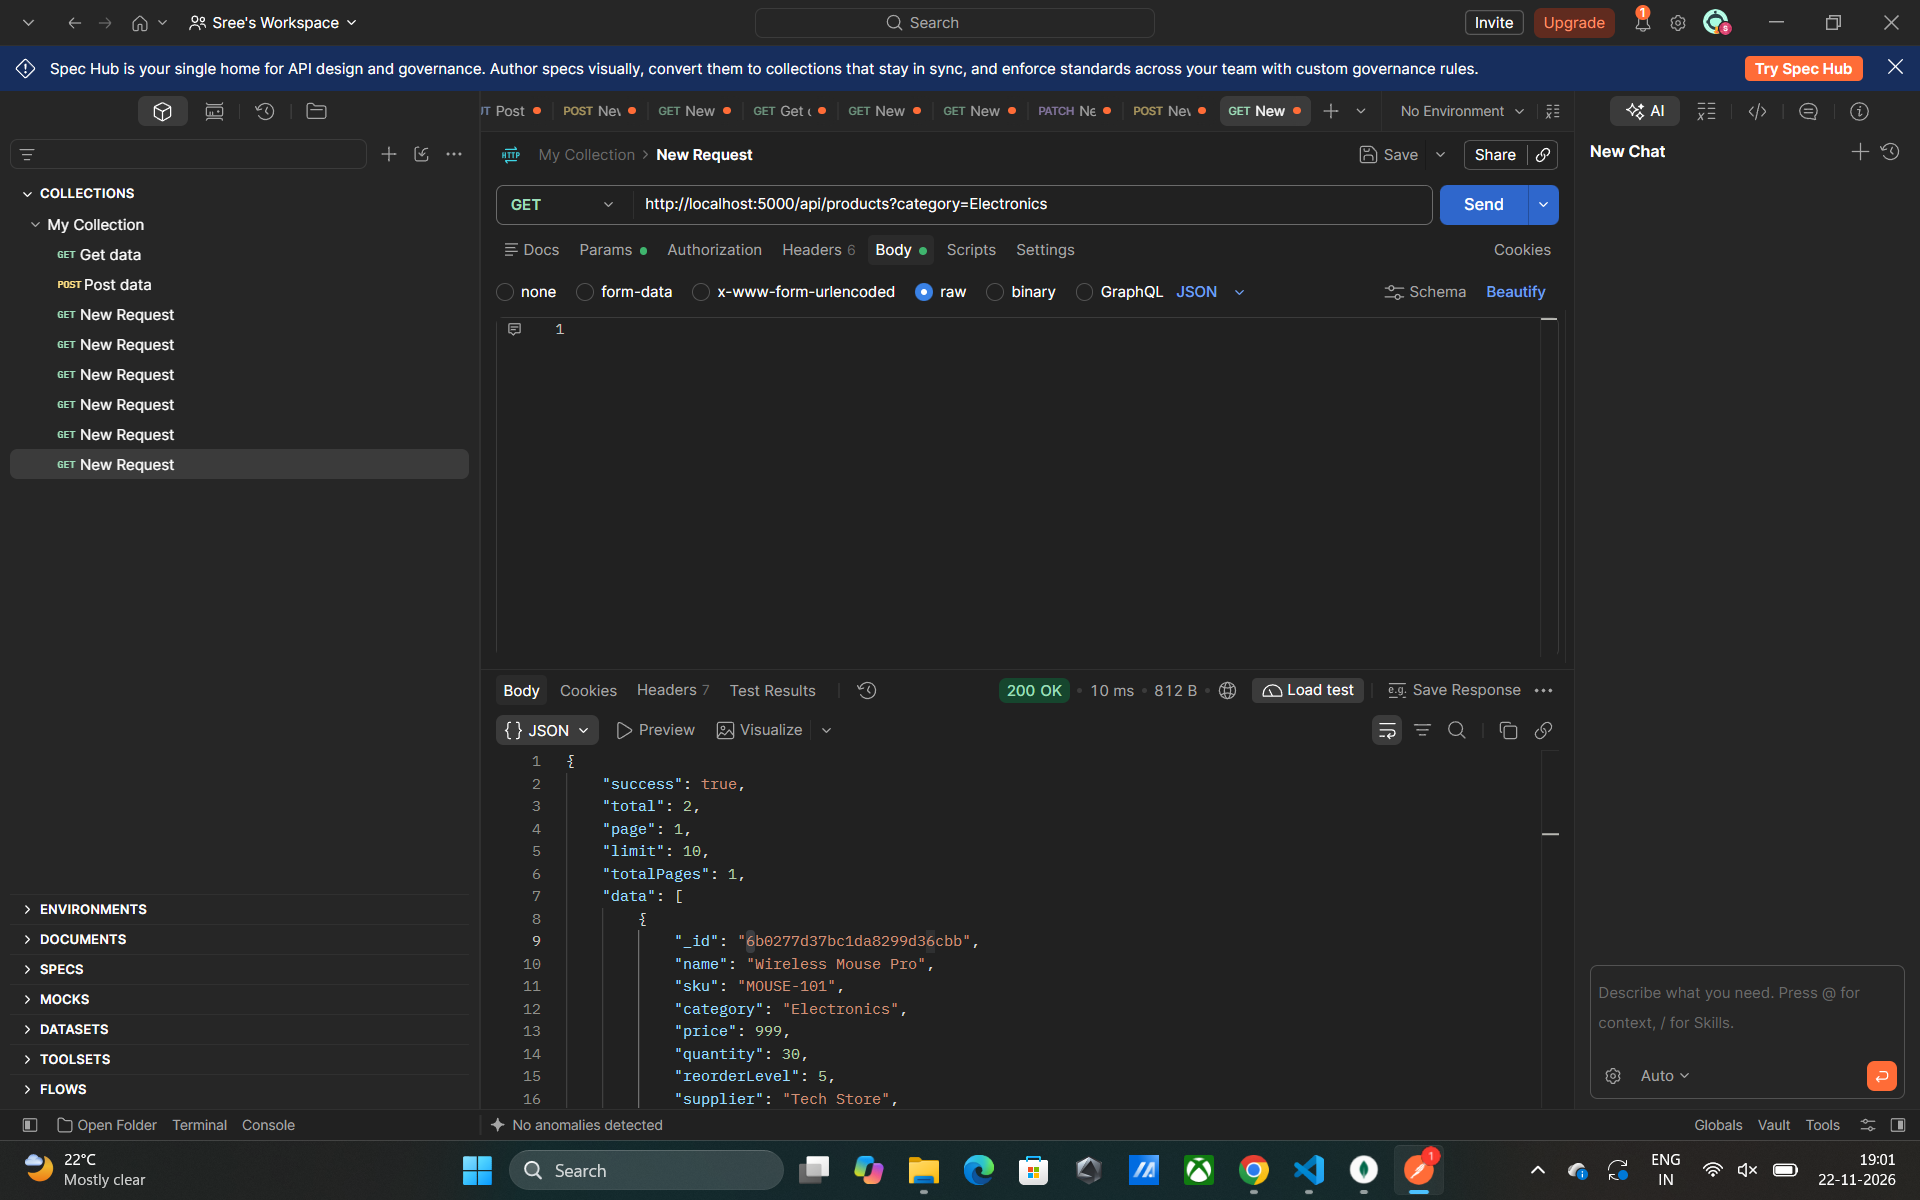 Sree's Workspace
Search
Invite
Upgrade
1
Spec Hub is your single home for API design and governance. Author specs visually, convert them to collections that stay in sync, and enforce standards across your team with custom governance rules.
Try Spec Hub
Post
POST
GET New
GET Get
GET New
GET New
PATCH
POST
GET New
No Environment
AI
My Collection > New Request
Save
Share
New Chat
COLLECTIONS
My Collection
GET Get data
POST Post data
GET New Request
GET New Request
GET New Request
GET New Request
GET New Request
GET New Request
ENVIRONMENTS
DOCUMENTS
SPECS
MOCKS
DATASETS
TOOLSETS
FLOWS
HTTP
GET
http://localhost:5000/api/products?category=Electronics
Send
Docs
Params
Authorization
Headers 6
Body
Scripts
Settings
Cookies
none
form-data
x-www-form-urlencoded
raw
binary
GraphQL
JSON
Schema
Beautify
1
Body
Cookies
Headers 7
Test Results
200 OK
10 ms
812 B
Load test
e.g. Save Response
{} JSON
Preview
Visualize
1 {
2 "success": true,
3 "total": 2,
4 "page": 1,
5 "limit": 10,
6 "totalPages": 1,
7 "data": [
8 {
9 "_id": "6b0277d37bc1da8299d36cbb",
10 "name": "Wireless Mouse Pro",
11 "sku": "MOUSE-101",
12 "category": "Electronics",
13 "price": 999,
14 "quantity": 30,
15 "reorderLevel": 5,
16 "supplier": "Tech Store",
Describe what you need. Press @ for
context, / for Skills.
Auto
Open Folder
Terminal
Console
No anomalies detected
Globals
Vault
Tools
22°C
Mostly clear
Search
1
ENG
IN
19:01
22-11-2026